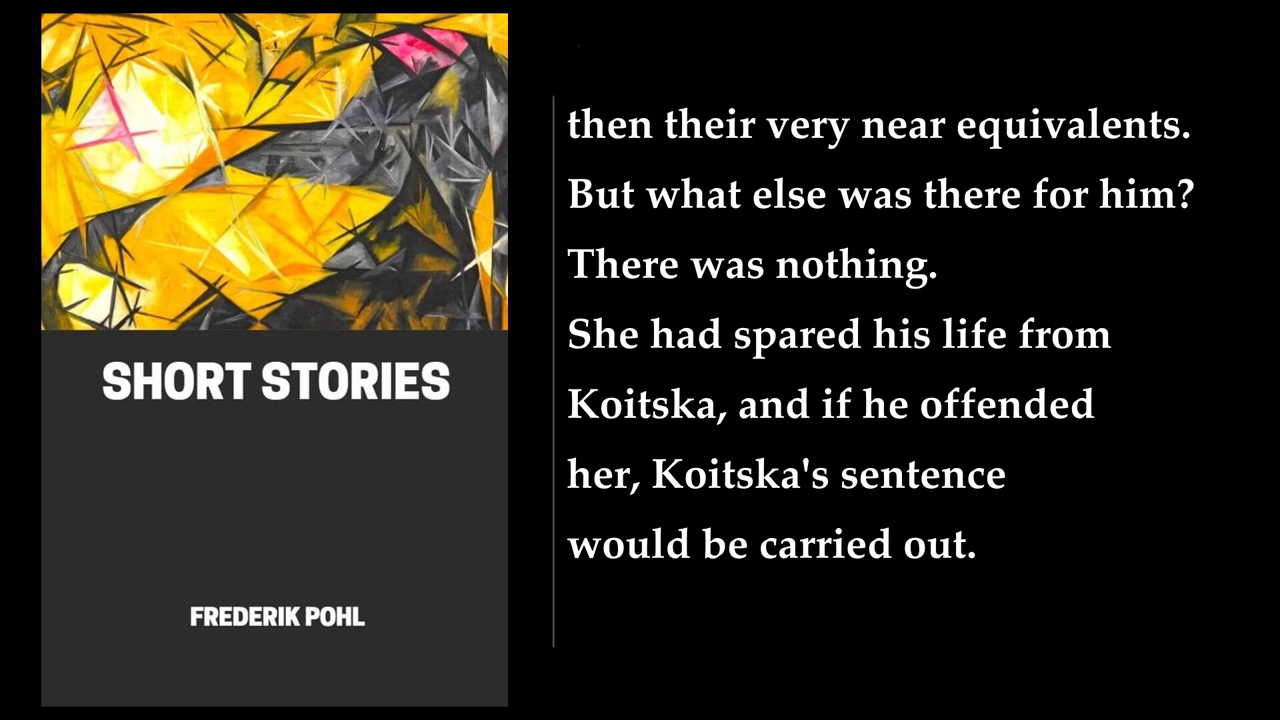 SHORT STORIES
FREDERIK POHL
then their very near equivalents.
But what else was there for him?
There was nothing.
She had spared his life from
Koitska, and if he offended
her, Koitska's sentence
would be carried out.